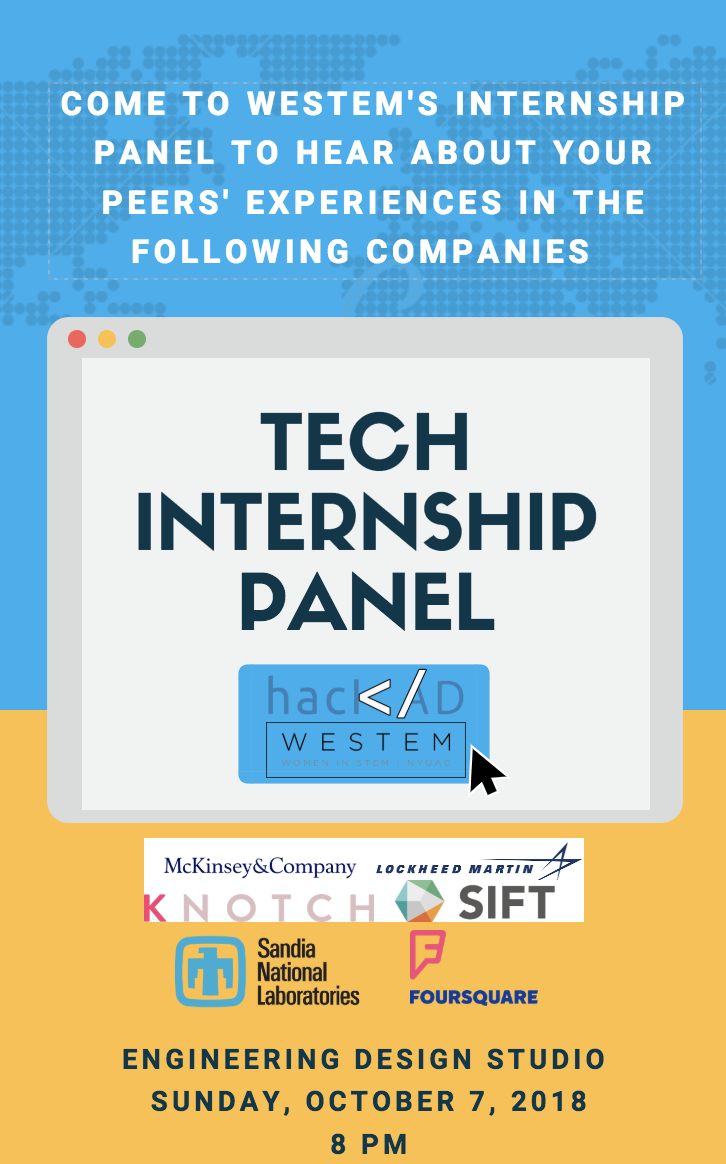 COME TO WESTEM'S INTERNSHIP
PANEL TO HEAR ABOUT YOUR
PEERS' EXPERIENCES IN THE
FOLLOWING COMPANIES
TECH
INTERNSHIP
PANEL
hack</AD
WESTEM
WOMEN IN STEM | NYUAD
McKinsey&Company
LOCKHEED MARTIN
KNOTCH
SIFT
Sandia
National
Laboratories
FOURSQUARE
ENGINEERING DESIGN STUDIO
SUNDAY, OCTOBER 7, 2018
8 PM